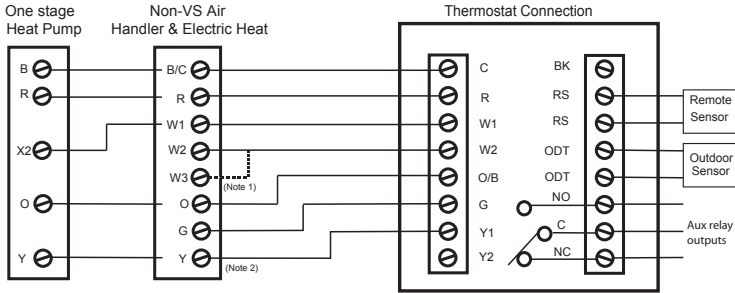 One stage
Heat Pump
Non-VS Air
Handler & Electric Heat
Thermostat Connection
B
R
X2
O
Y
B/C
R
W1
W2
W3
(Note 1)
O
G
Y
(Note 2)
C
R
W1
W2
O/B
G
Y1
Y2
BK
RS
RS
ODT
ODT
NO
C
NC
Remote
Sensor
Outdoor
Sensor
Aux relay
outputs